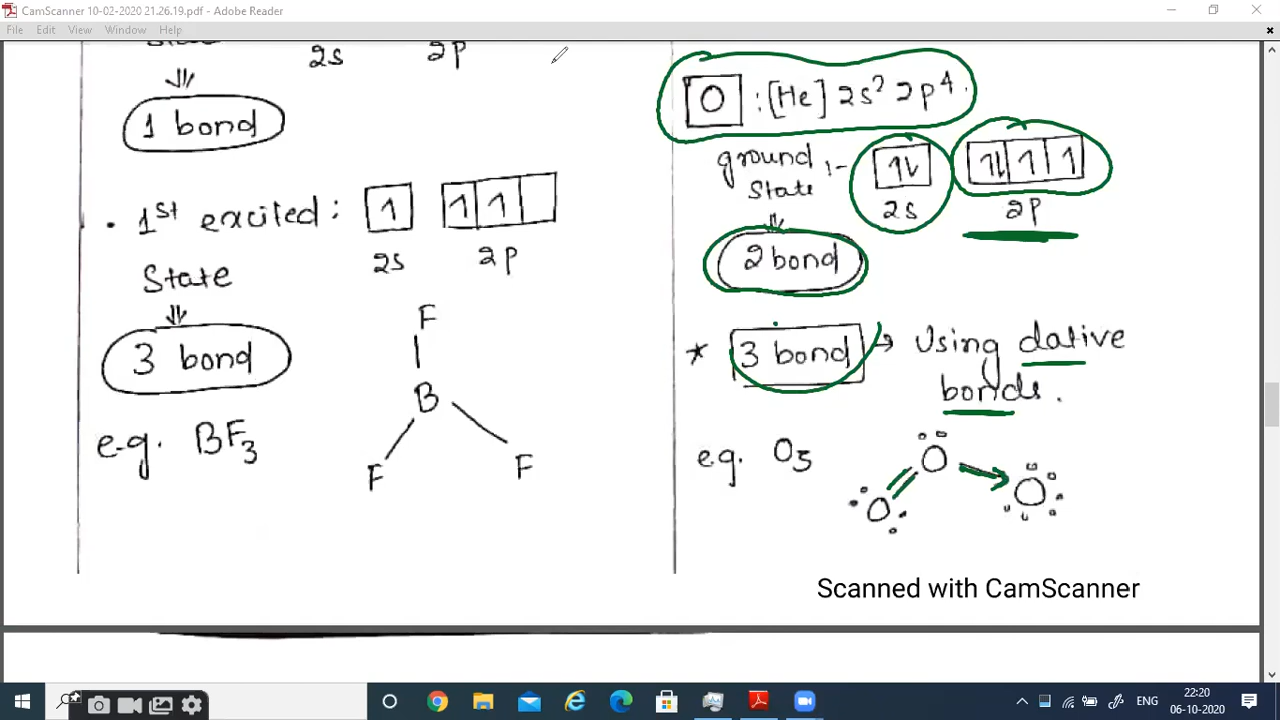 CamScanner 10-02-2020 21.26.19.pdf - Adobe Reader
File Edit View Window Help
2s 2p
1 bond
• 1st excited : 1 1 1
State 2s 2p
3 bond
e.g. BF3
F
B
F F
O : [He] 2s² 2p⁴.
ground :- 1⇂ 1⇂ 1 1
State 2s 2p
2 bond
* 3 bond → Using dative
bonds.
e.g. O3
O
O O
Scanned with CamScanner
ENG
22:20
06-10-2020